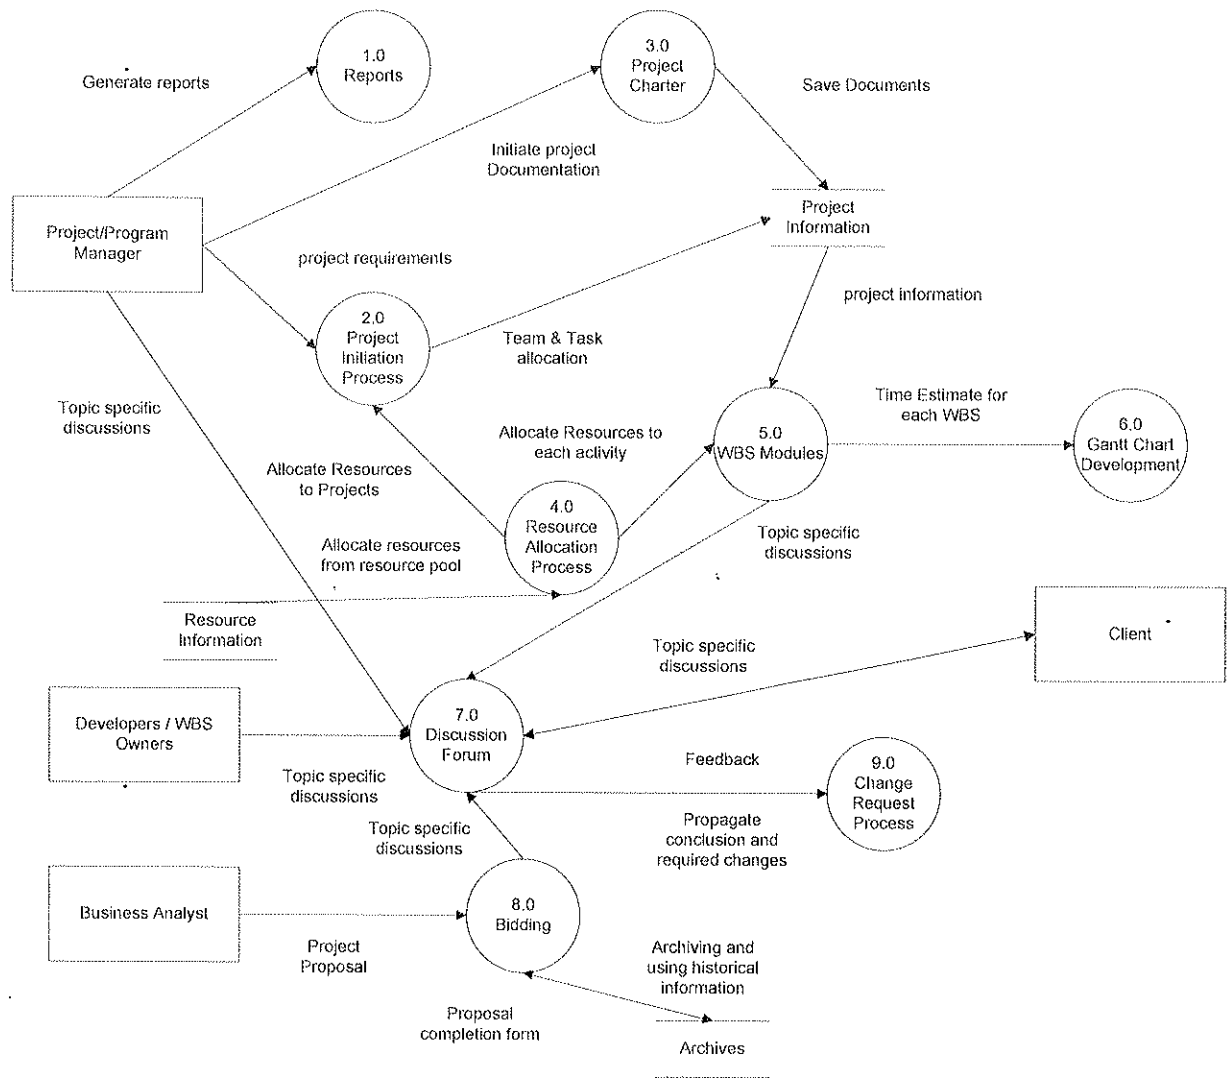 1.0
Reports
3.0
Project
Charter
Generate reports
Save Documents
Initiate project
Documentation
Project/Program
Manager
Project
Information
project requirements
project information
2.0
Project
Initiation
Process
Team & Task
allocation
Topic specific
discussions
Time Estimate for
each WBS
Allocate Resources to
each activity
5.0
WBS Modules
6.0
Gantt Chart
Development
Allocate Resources
to Projects
4.0
Resource
Allocation
Process
Topic specific
discussions
Allocate resources
from resource pool
Resource
Information
Client
Topic specific
discussions
Developers / WBS
Owners
7.0
Discussion
Forum
Topic specific
discussions
Feedback
9.0
Change
Request
Process
Topic specific
discussions
Propagate
conclusion and
required changes
Business Analyst
8.0
Bidding
Project
Proposal
Archiving and
using historical
information
Proposal
completion form
Archives